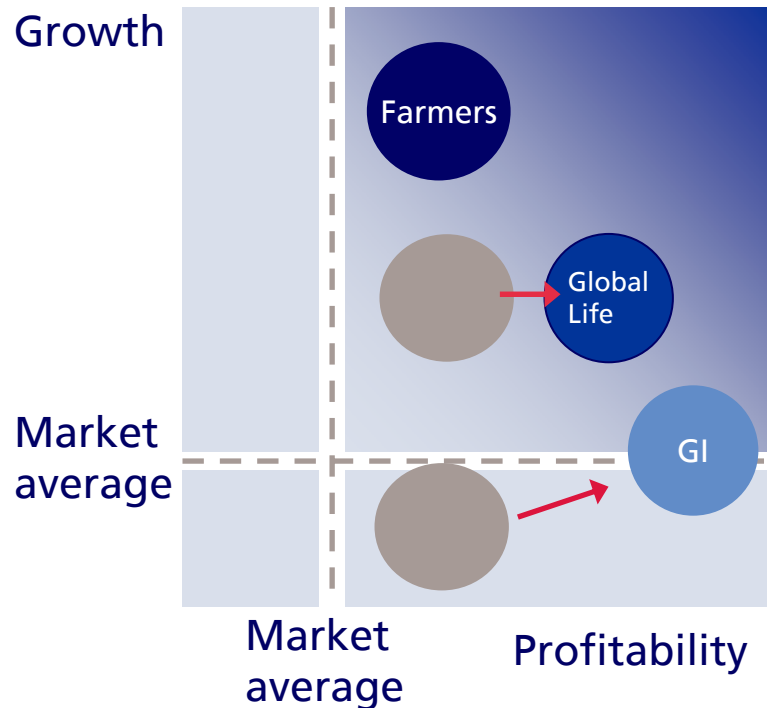 Growth
Farmers
Global
Life
Market
average
GI
Market
average
Profitability